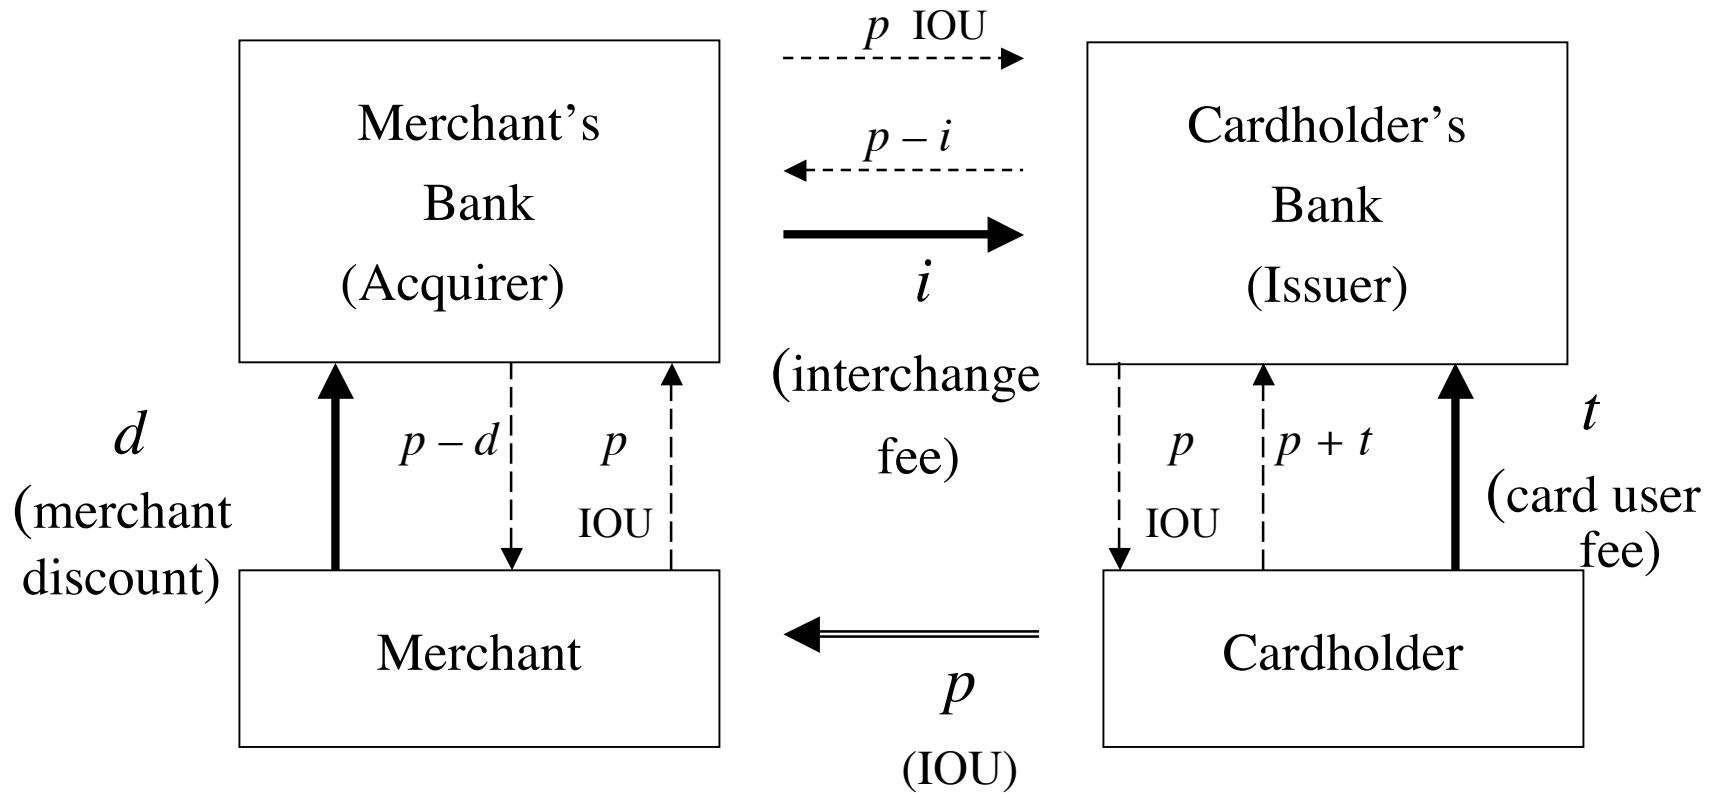 p IOU
Merchant's
Bank
(Acquirer)
p – i
i
(interchange
fee)
Cardholder's
Bank
(Issuer)
d
(merchant
discount)
p – d
p
IOU
p
IOU
p + t
t
(card user
fee)
Merchant
p
(IOU)
Cardholder